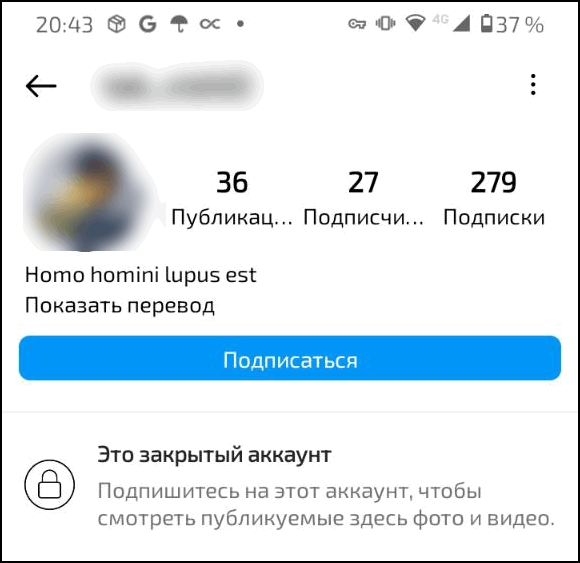 20:43 4G 37 %
36 27 279
Публикац... Подписчи... Подписки
Homo homini lupus est
Показать перевод
Подписаться
Это закрытый аккаунт
Подпишитесь на этот аккаунт, чтобы
смотреть публикуемые здесь фото и видео.